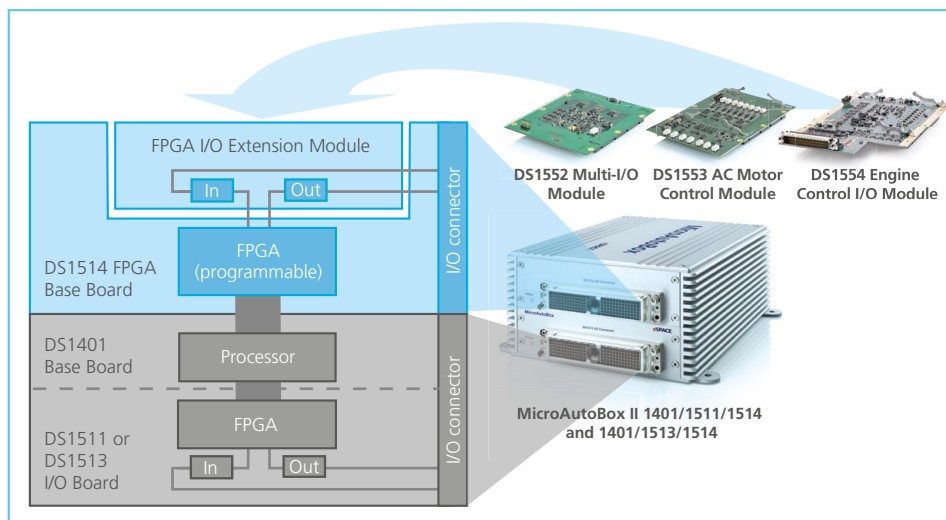 FPGA I/O Extension Module
In
Out
FPGA
(programmable)
DS1514 FPGA
Base Board
I/O connector
DS1401
Base Board
Processor
FPGA
DS1511 or
DS1513
I/O Board
In
Out
I/O connector
DS1552 Multi-I/O
Module
DS1553 AC Motor
Control Module
DS1554 Engine
Control I/O Module
MicroAutoBox
MicroAutoBox
dSPACE
MicroAutoBox II 1401/1511/1514
and 1401/1513/1514